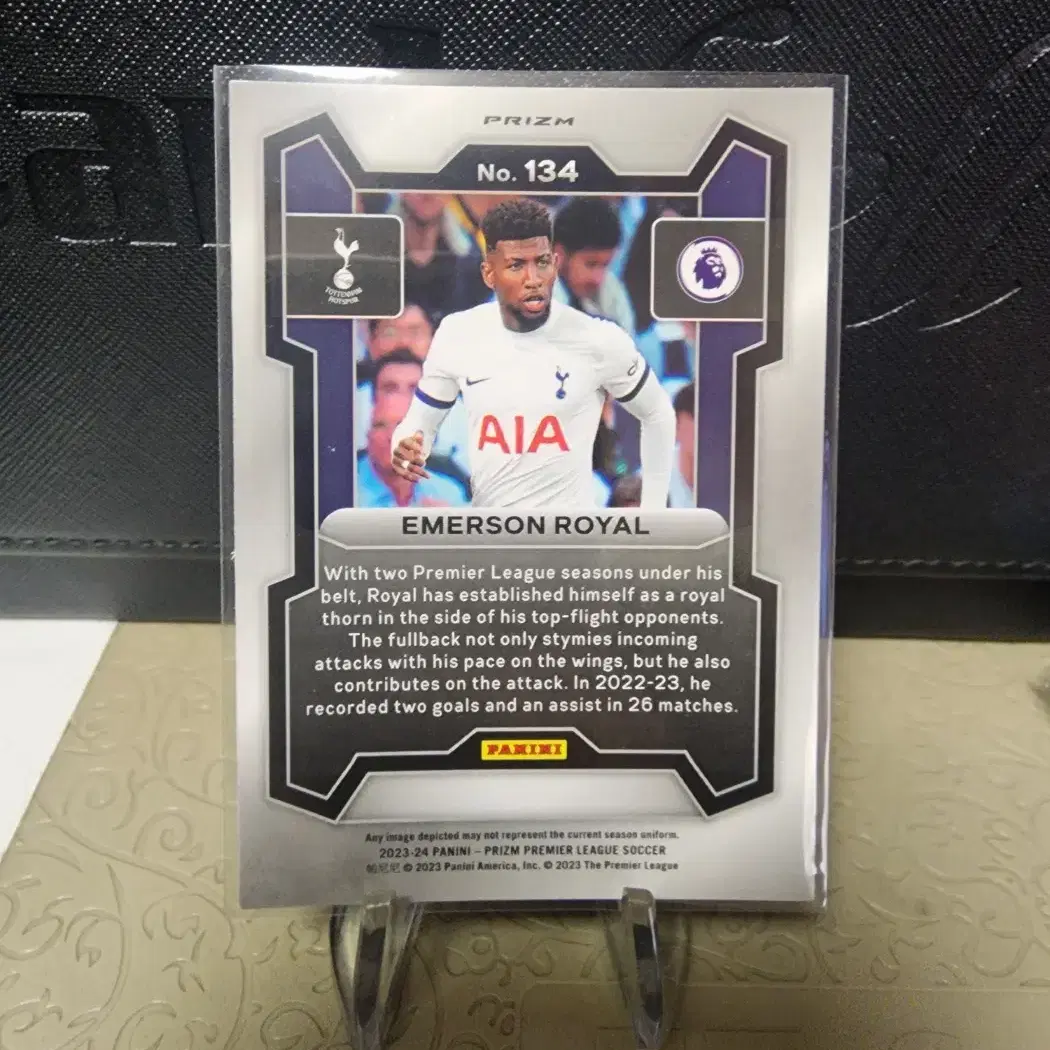 PRIZM
No. 134
TOTTENHAM
HOTSPUR
AIA
EMERSON ROYAL
With two Premier League seasons under his
belt, Royal has established himself as a royal
thorn in the side of his top-flight opponents.
The fullback not only stymies incoming
attacks with his pace on the wings, but he also
contributes on the attack. In 2022-23, he
recorded two goals and an assist in 26 matches.
PANINI
Any image depicted may not represent the current season uniform.
2023-24 PANINI – PRIZM PREMIER LEAGUE SOCCER
帕尼尼 © 2023 Panini America, Inc. © 2023 The Premier League